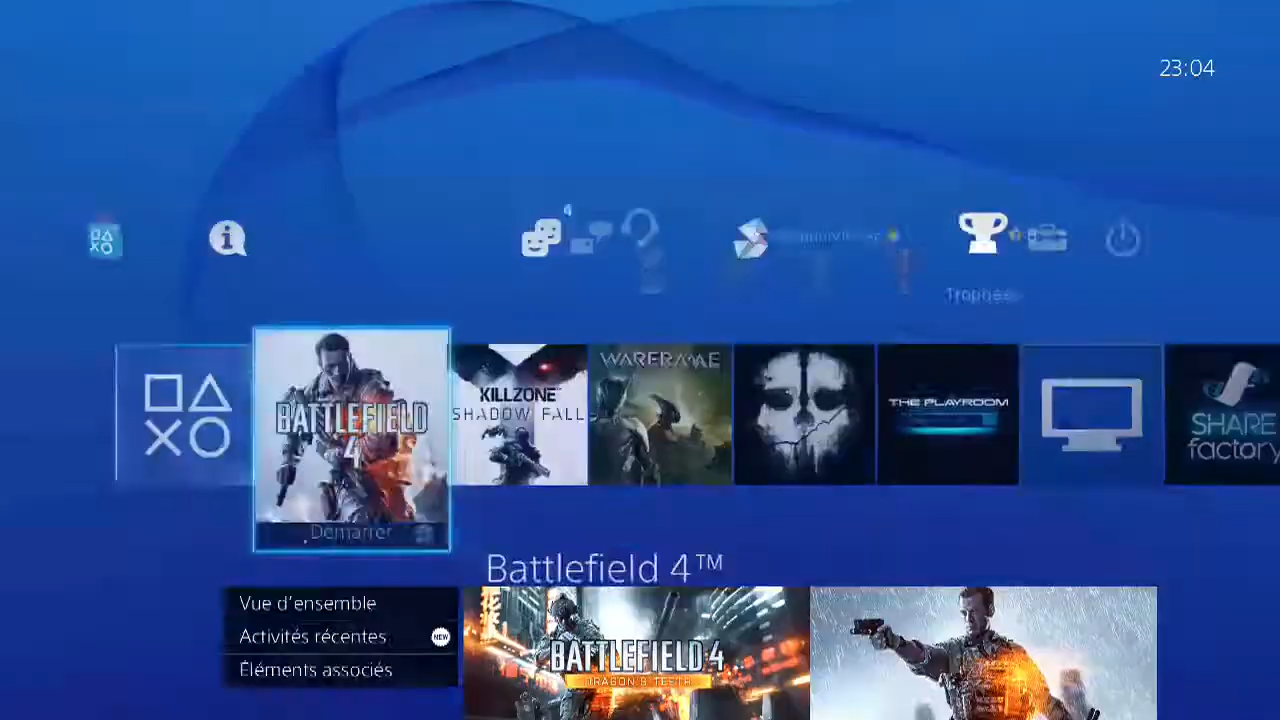 23:04
4
Trophées
BATTLEFIELD
4
KILLZONE
SHADOW FALL
WARFRAME
THE PLAYROOM
SHARE
factory
Démarrer
Battlefield 4™
Vue d'ensemble
Activités récentes NEW
Éléments associés
BATTLEFIELD 4
DRAGON'S TEETH